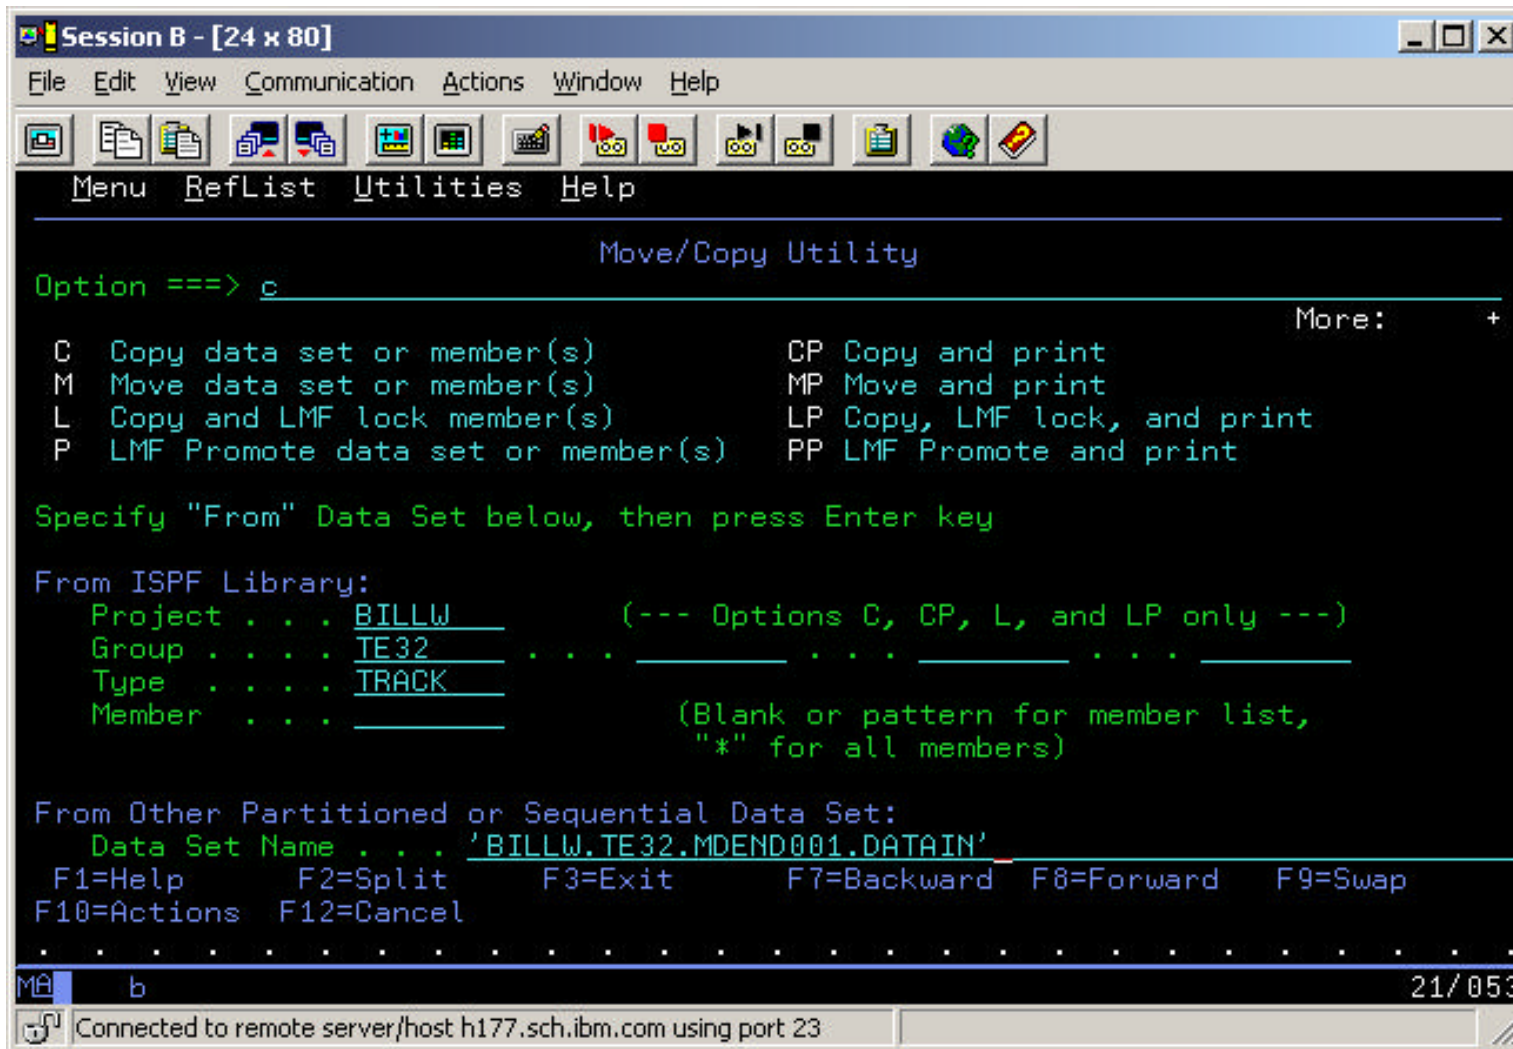 Session B - [24 x 80]
File Edit View Communication Actions Window Help
Menu RefList Utilities Help
Move/Copy Utility
Option ===> c
More: +
C Copy data set or member(s) CP Copy and print
M Move data set or member(s) MP Move and print
L Copy and LMF lock member(s) LP Copy, LMF lock, and print
P LMF Promote data set or member(s) PP LMF Promote and print
Specify "From" Data Set below, then press Enter key
From ISPF Library:
Project . . . BILLW (--- Options C, CP, L, and LP only ---)
Group . . . . TE32 . . . . . . . . .
Type . . . . TRACK
Member . . . (Blank or pattern for member list,
"*" for all members)
From Other Partitioned or Sequential Data Set:
Data Set Name . . . 'BILLW.TE32.MDEND001.DATAIN'
F1=Help F2=Split F3=Exit F7=Backward F8=Forward F9=Swap
F10=Actions F12=Cancel
. . . . . . . . . . . . . . . . . . . . . . . . . . .
MA b 21/053
Connected to remote server/host h177.sch.ibm.com using port 23